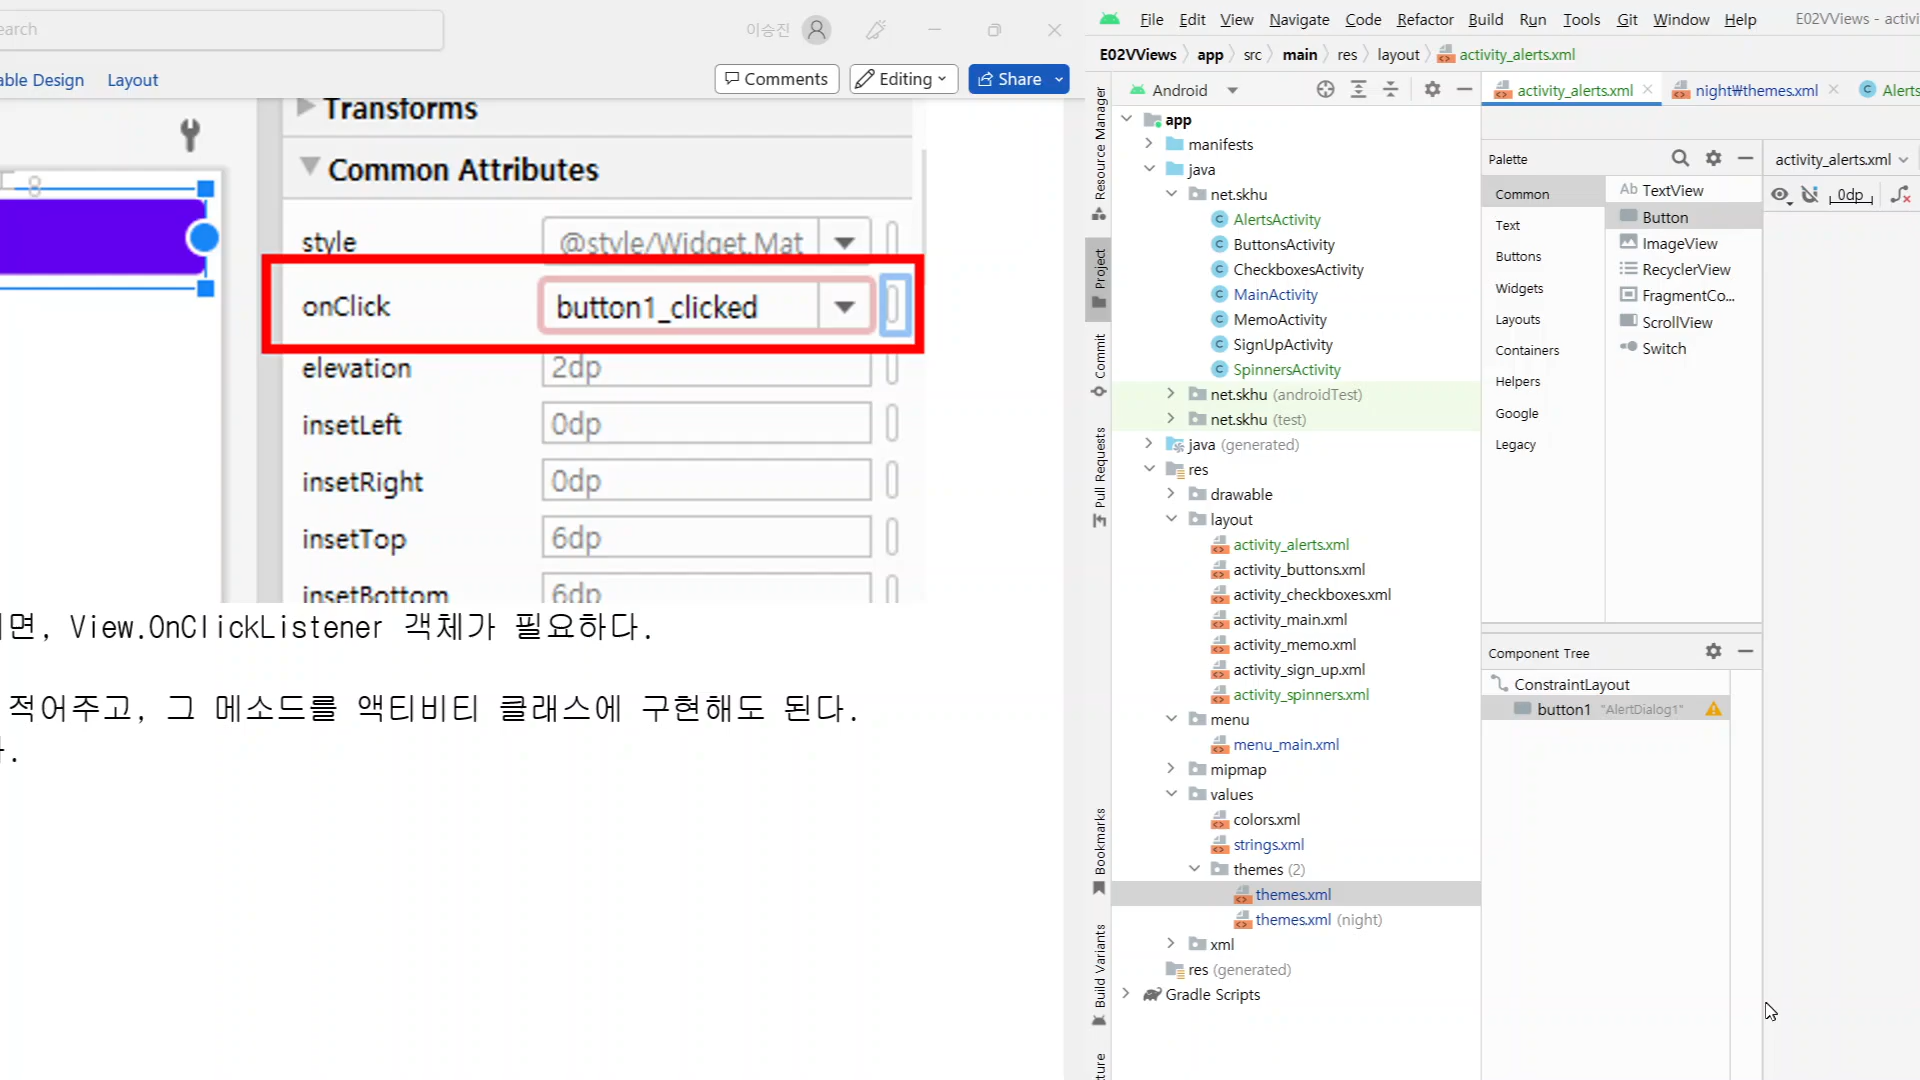 earch
이승진
able Design
Layout
Comments
Editing
Share
Transforms
Common Attributes
8
style
@style/Widget.Mat
onClick
button1_clicked
elevation
2dp
insetLeft
0dp
insetRight
0dp
insetTop
6dp
insetBottom
6dp
면, View.OnClickListener 객체가 필요하다.
적어주고, 그 메소드를 액티비티 클래스에 구현해도 된다.
File Edit View Navigate Code Refactor Build Run Tools Git Window Help
E02VViews - activi
E02VViews
app
src
main
res
layout
activity_alerts.xml
Resource Manager
Project
Commit
Pull Requests
Bookmarks
Build Variants
Android
app
manifests
java
net.skhu
AlertsActivity
ButtonsActivity
CheckboxesActivity
MainActivity
MemoActivity
SignUpActivity
SpinnersActivity
net.skhu (androidTest)
net.skhu (test)
java (generated)
res
drawable
layout
activity_alerts.xml
activity_buttons.xml
activity_checkboxes.xml
activity_main.xml
activity_memo.xml
activity_sign_up.xml
activity_spinners.xml
menu
menu_main.xml
mipmap
values
colors.xml
strings.xml
themes (2)
themes.xml
themes.xml (night)
xml
res (generated)
Gradle Scripts
activity_alerts.xml
night₩themes.xml
Alerts
Palette
Common
Text
Buttons
Widgets
Layouts
Containers
Helpers
Google
Legacy
Ab TextView
Button
ImageView
RecyclerView
FragmentCo...
ScrollView
Switch
activity_alerts.xml
0dp
Component Tree
ConstraintLayout
button1 "AlertDialog1"